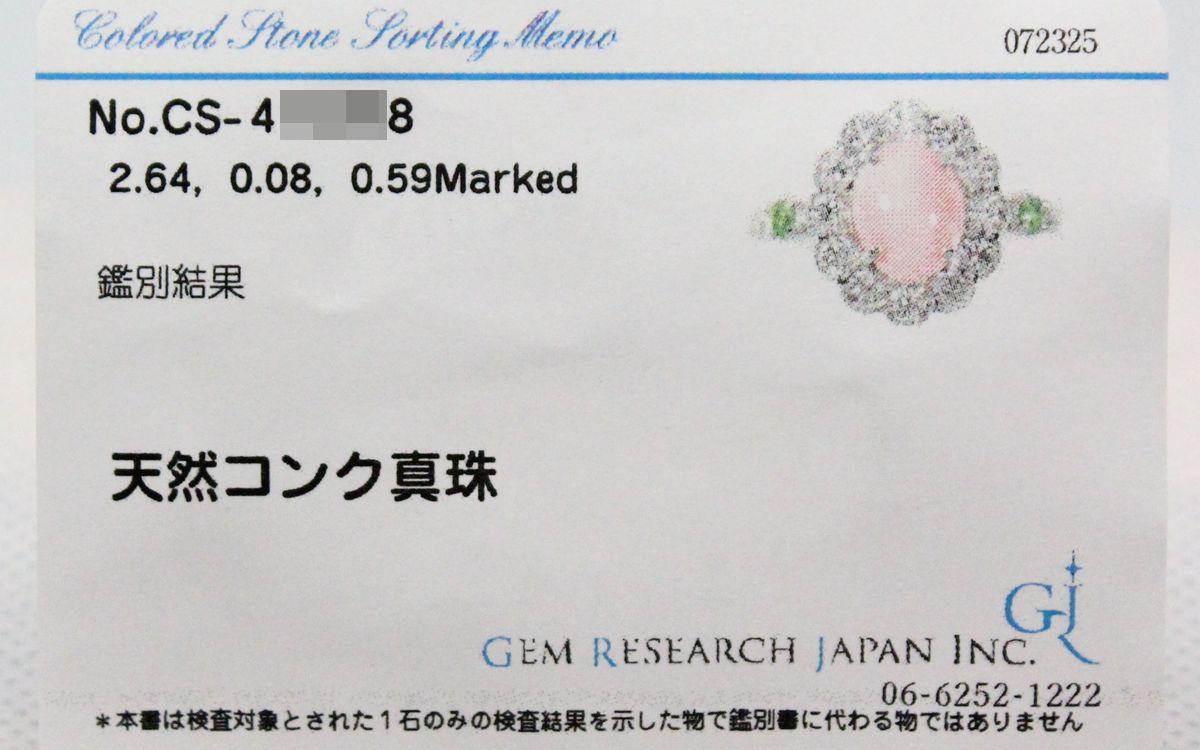 Colored Stone Sorting Memo
072325
No.CS-4 8
2.64, 0.08, 0.59Marked
鑑別結果
天然コンク真珠
GJ
GEM RESEARCH JAPAN INC.
06-6252-1222
*本書は検査対象とされた1石のみの検査結果を示した物で鑑別書に代わる物ではありません